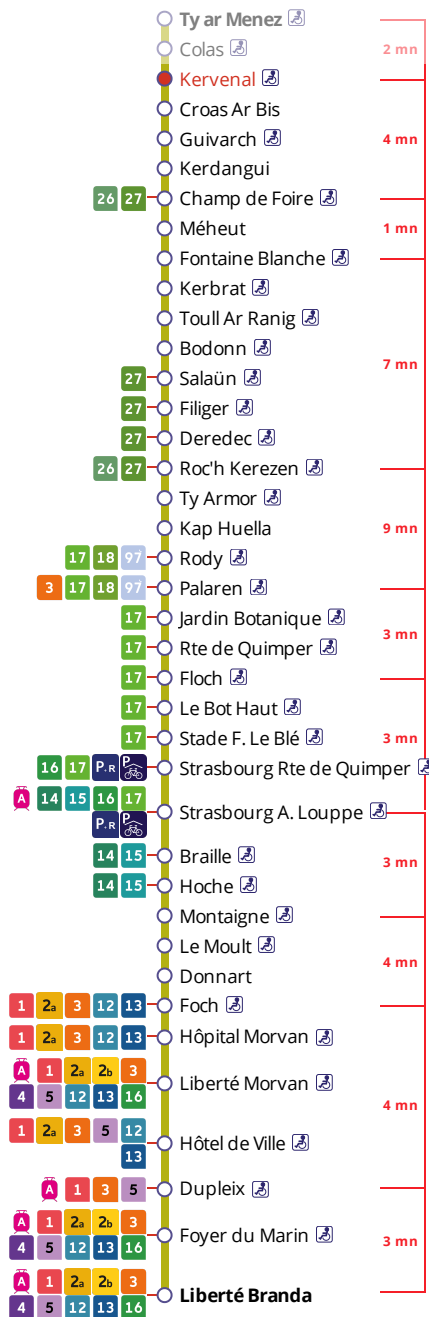 Ty ar Menez
Colas
2 mn
Kervenal
Croas Ar Bis
Guivarch
4 mn
Kerdangui
26 27 Champ de Foire
Méheut
1 mn
Fontaine Blanche
Kerbrat
Toull Ar Ranig
Bodonn
7 mn
27 Salaün
27 Filiger
27 Deredec
26 27 Roc'h Kerezen
Ty Armor
Kap Huella
9 mn
17 18 97 Rody
3 17 18 97 Palaren
17 Jardin Botanique
3 mn
17 Rte de Quimper
17 Floch
17 Le Bot Haut
17 Stade F. Le Blé
3 mn
16 17 P+R P Strasbourg Rte de Quimper
A 14 15 16 17
P+R P
Strasbourg A. Louppe
14 15 Braille
3 mn
14 15 Hoche
Montaigne
Le Moult
4 mn
Donnart
1 2a 3 12 13 Foch
1 2a 3 12 13 Hôpital Morvan
A 1 2a 2b 3
4 5 12 13 16
Liberté Morvan
4 mn
1 2a 3 5 12
13
Hôtel de Ville
A 1 3 5 Dupleix
A 1 2a 2b 3
4 5 12 13 16
Foyer du Marin
3 mn
A 1 2a 2b 3
4 5 12 13 16
Liberté Branda